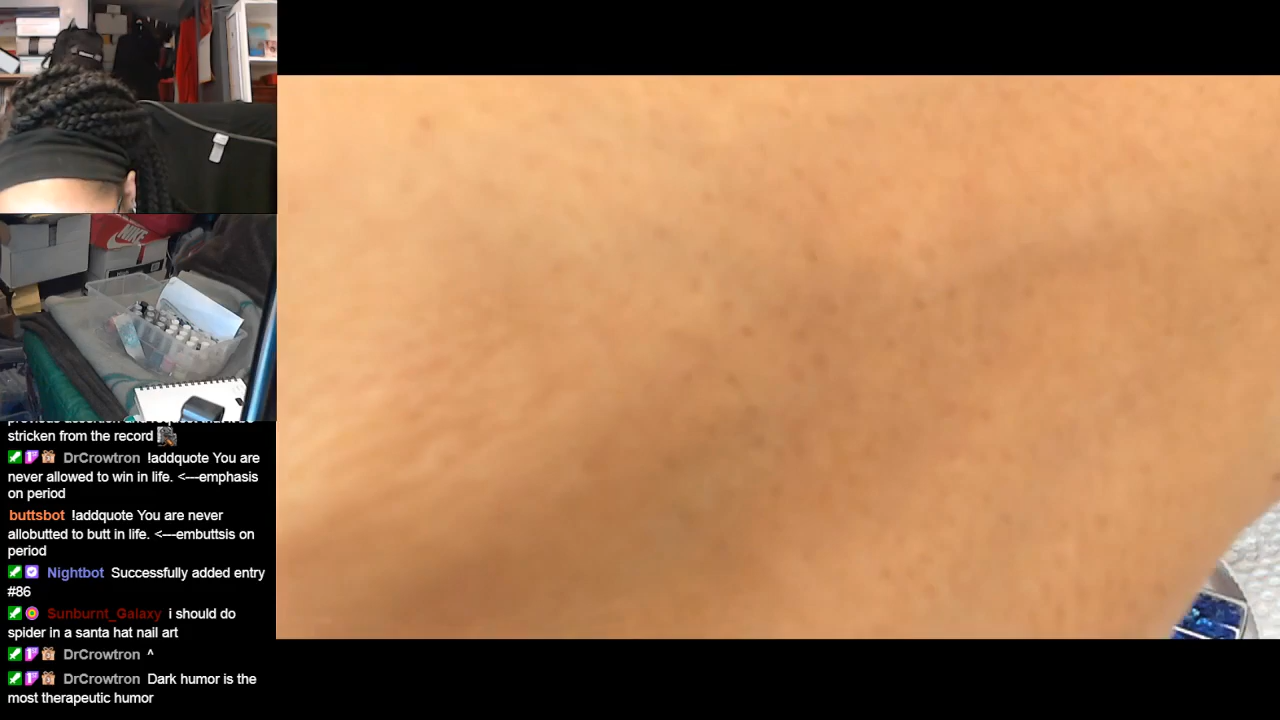 NIKE
stricken from the record
DrCrowtron !addquote You are
never allowed to win in life. <---emphasis
on period
buttsbot !addquote You are never
allobutted to butt in life. <---embuttsis on
period
Nightbot Successfully added entry
#86
Sunburnt_Galaxy i should do
spider in a santa hat nail art
DrCrowtron ^
DrCrowtron Dark humor is the
most therapeutic humor